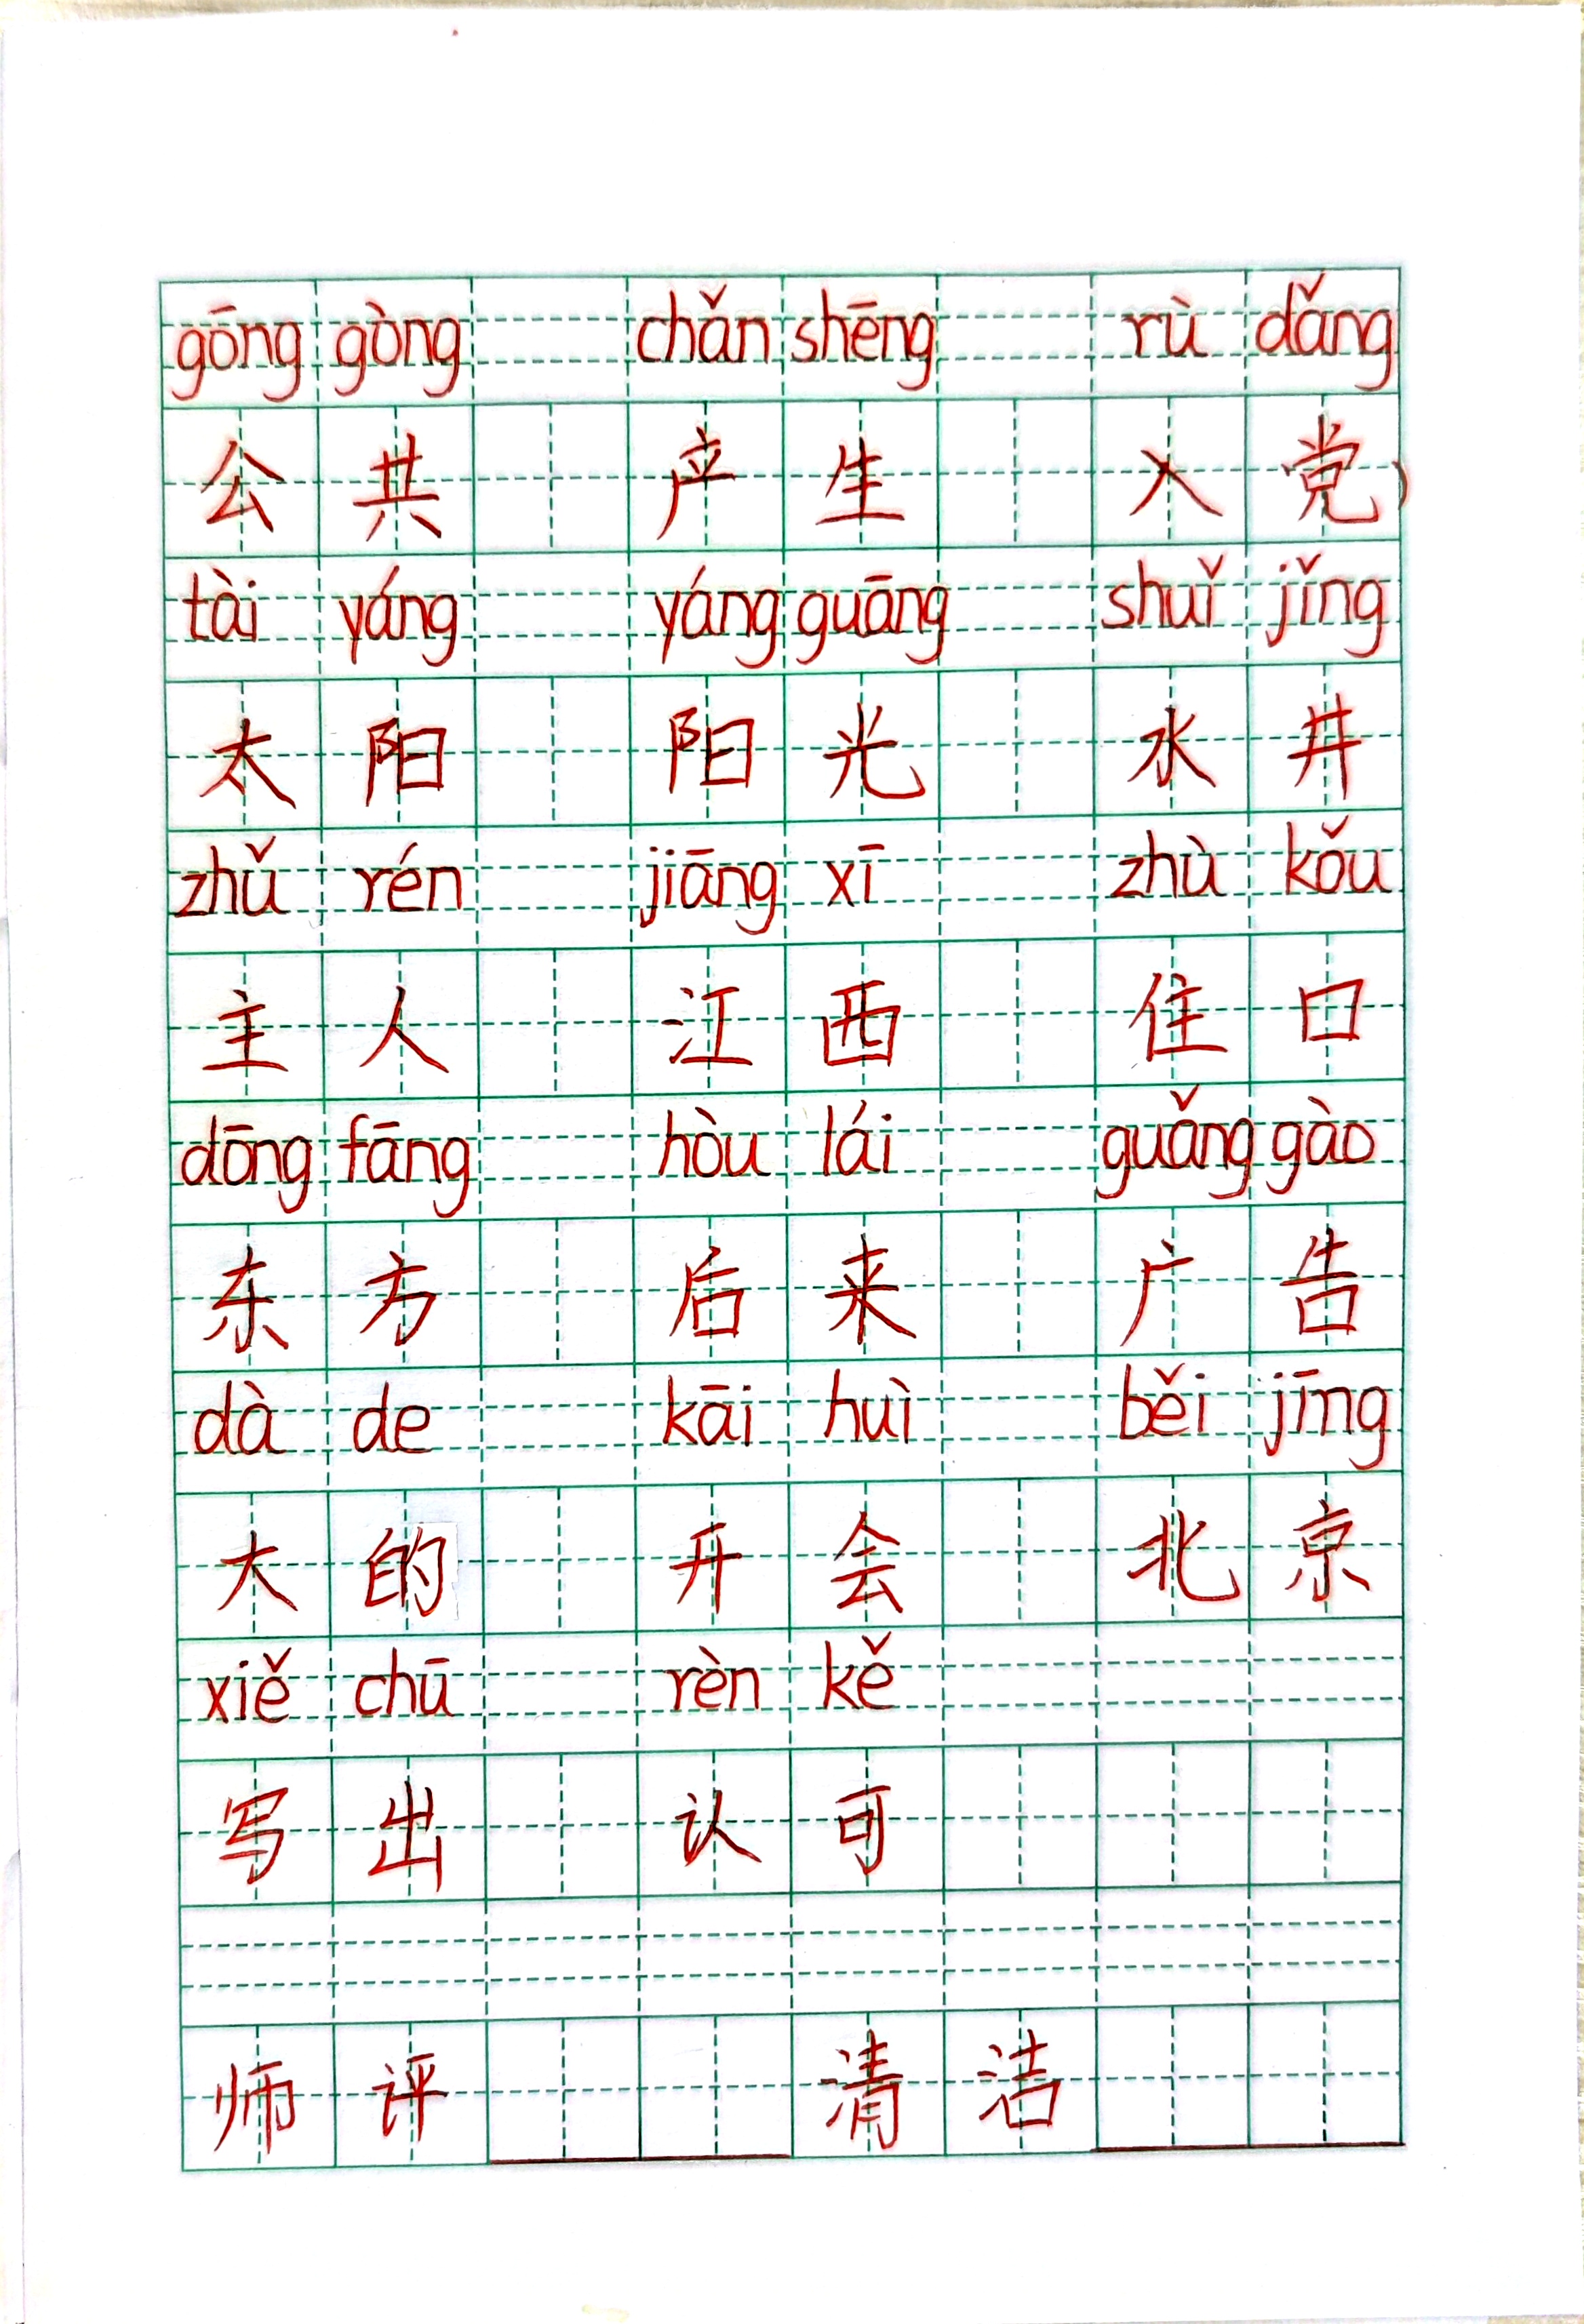 gōng gòng chǎn shēng rù dǎng
公共 产生 入党
tài yáng yáng guāng shuǐ jǐng
太阳 阳光 水井
zhǔ rén jiāng xī zhù kǒu
主人 江西 住口
dōng fāng hòu lái guǎng gào
东方 后来 广告
dà de kāi huì běi jīng
大的 开会 北京
xiě chū rèn kě
写出 认可
师评 清洁